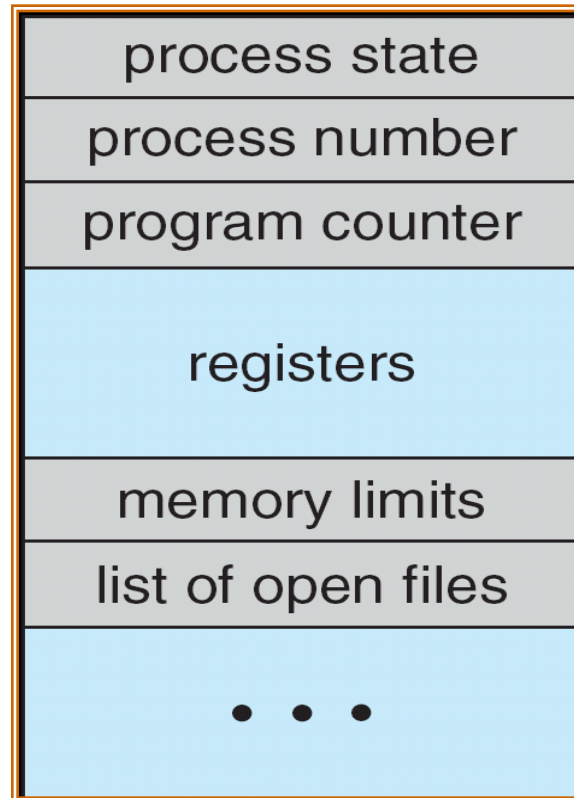 process state
process number
program counter
registers
memory limits
list of open files
• • •